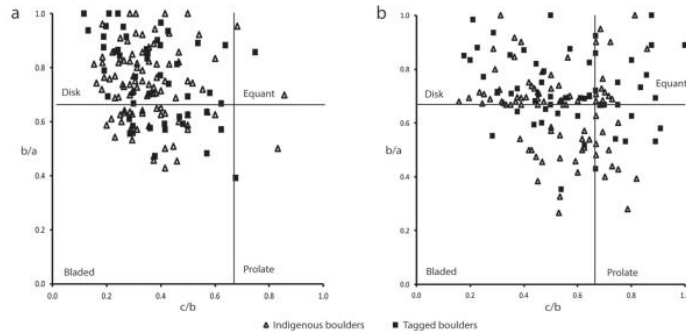 a
b
1.0
1.0
0.8
0.8
Disk
Equant
Disk
Equant
b/a
b/a
0.6
0.6
0.4
0.4
0.2
0.2
Bladed
Prolate
Bladed
Prolate
0.0
0.0
0.0 0.2 0.4 0.6 0.8 1.0
0.0 0.2 0.4 0.6 0.8 1.0
c/b
c/b
Indigenous boulders
Tagged boulders